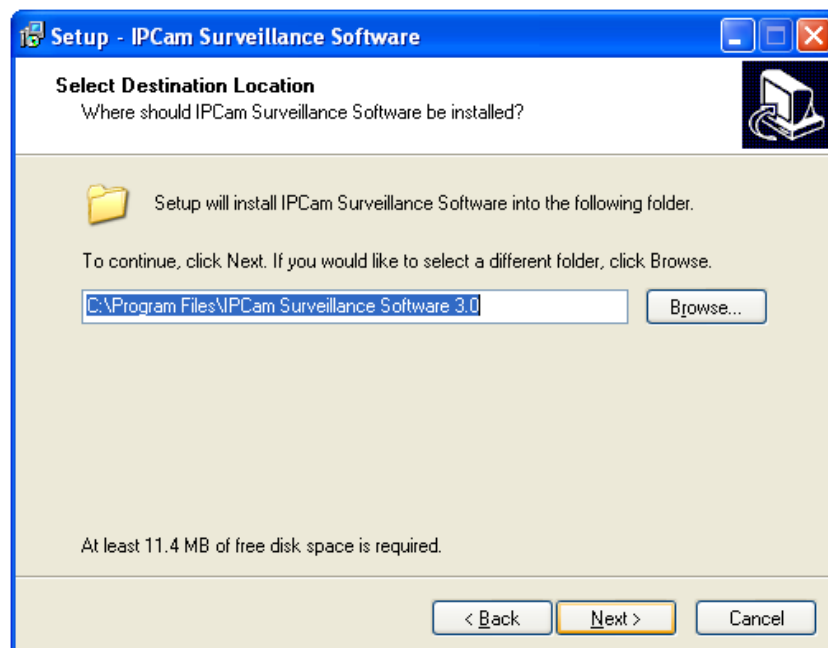 Setup - IPCam Surveillance Software
Select Destination Location
Where should IPCam Surveillance Software be installed?
Setup will install IPCam Surveillance Software into the following folder.
To continue, click Next. If you would like to select a different folder, click Browse.
C:\Program Files\IPCam Surveillance Software 3.0
Browse...
At least 11.4 MB of free disk space is required.
< Back
Next >
Cancel